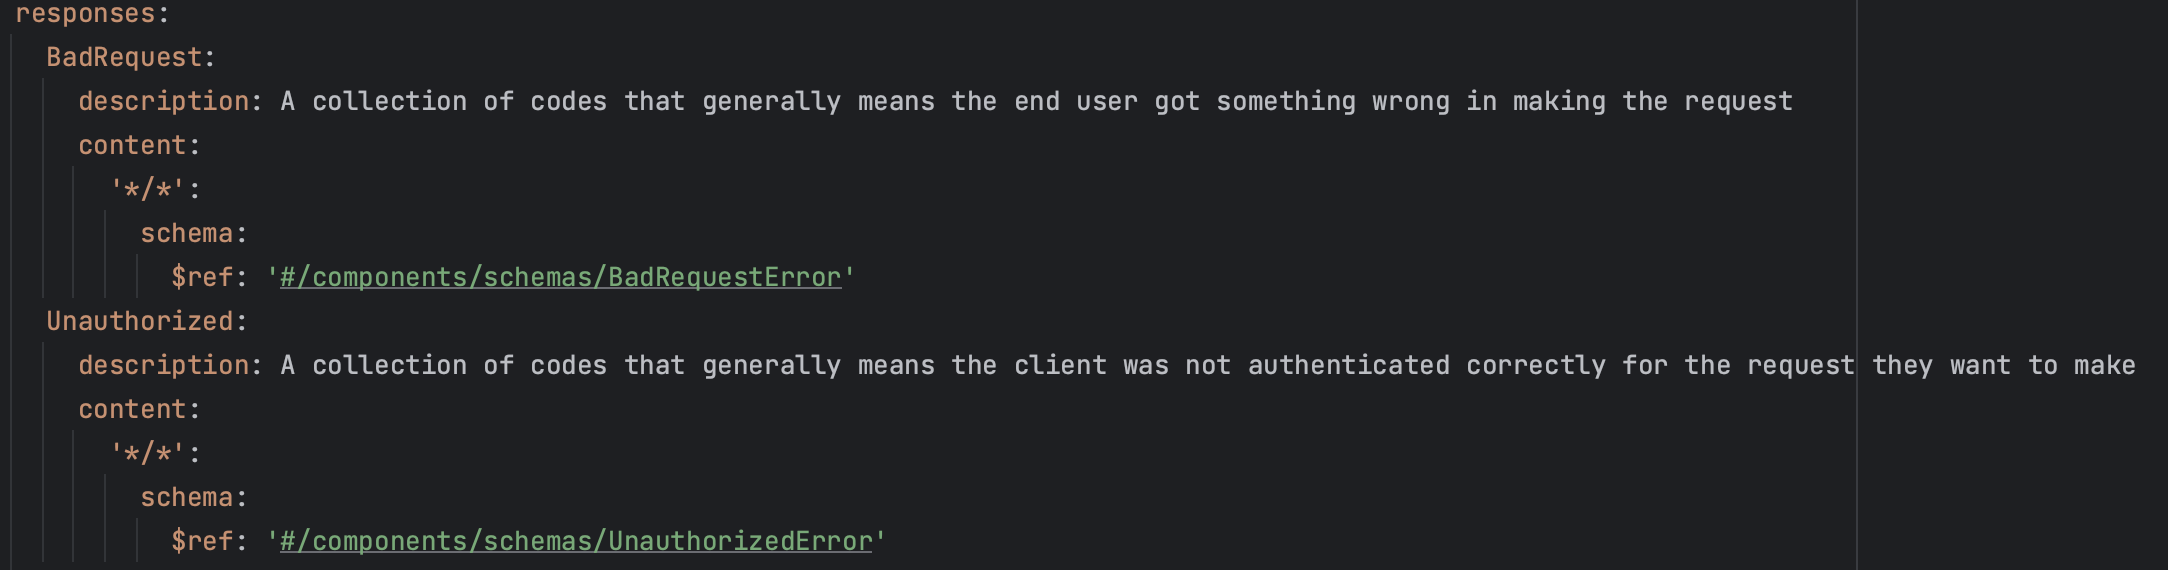 responses:
  BadRequest:
    description: A collection of codes that generally means the end user got something wrong in making the request
    content:
      '*/*':
        schema:
          $ref: '#/components/schemas/BadRequestError'
  Unauthorized:
    description: A collection of codes that generally means the client was not authenticated correctly for the request they want to make
    content:
      '*/*':
        schema:
          $ref: '#/components/schemas/UnauthorizedError'